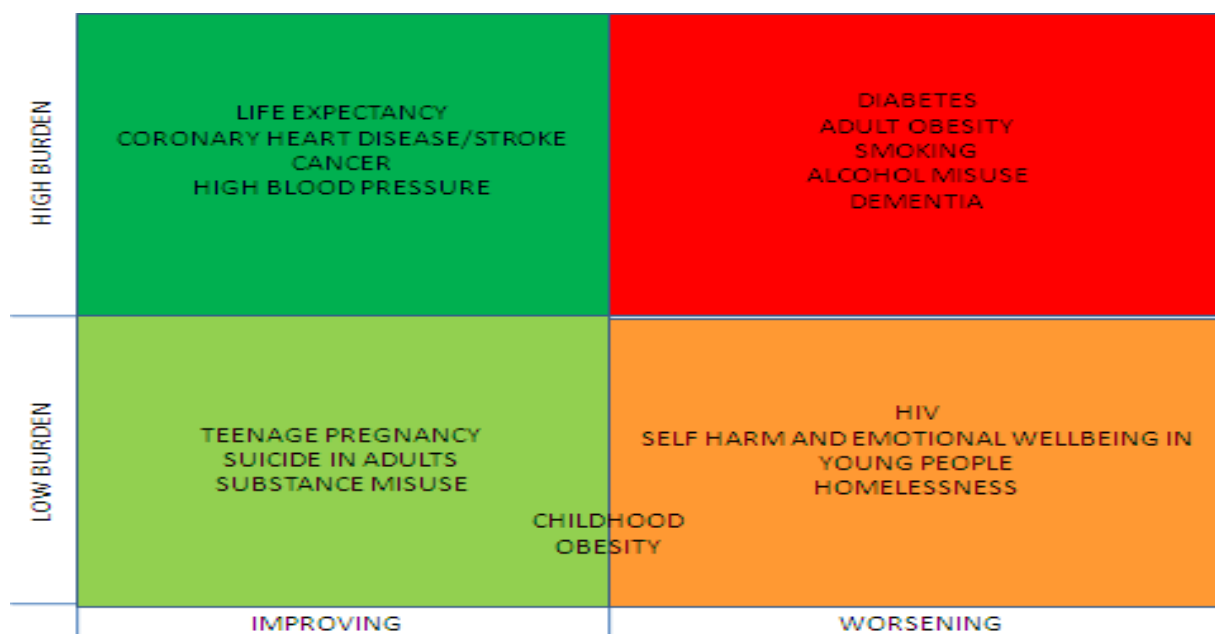 HIGH BURDEN
LIFE EXPECTANCY
CORONARY HEART DISEASE/STROKE
CANCER
HIGH BLOOD PRESSURE
DIABETES
ADULT OBESITY
SMOKING
ALCOHOL MISUSE
DEMENTIA
LOW BURDEN
TEENAGE PREGNANCY
SUICIDE IN ADULTS
SUBSTANCE MISUSE
HIV
SELF HARM AND EMOTIONAL WELLBEING IN
YOUNG PEOPLE
HOMELESSNESS
CHILDHOOD
OBESITY
IMPROVING
WORSENING